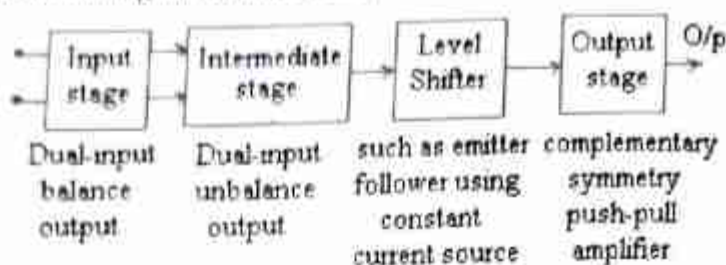 Input
stage
Intermediate
stage
Level
Shifter
Output
stage
O/p
Dual-input
balance
output
Dual-input
unbalance
output
such as emitter
follower using
constant
current source
complementary
symmetry
push-pull
amplifier